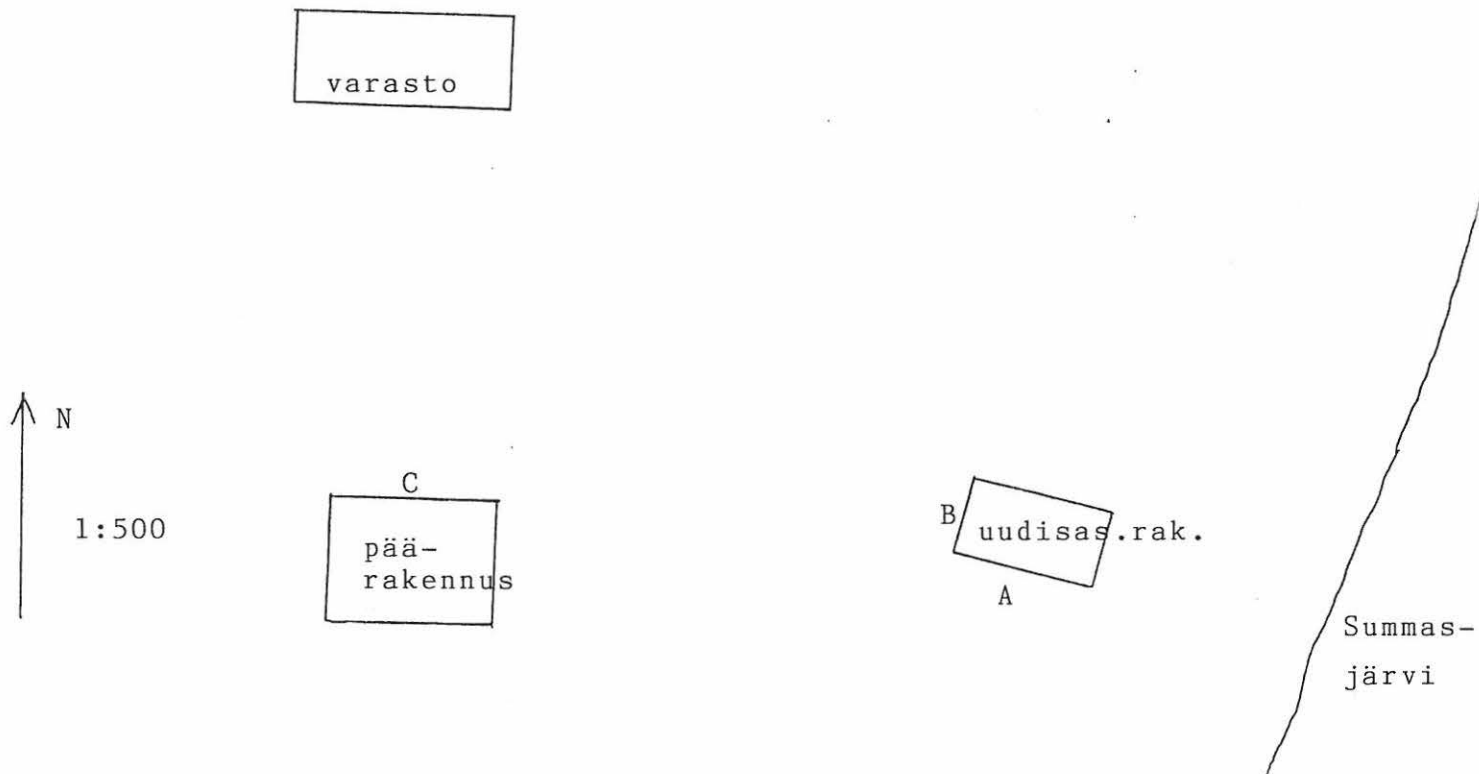 varasto
N
1:500
C
pää-
rakennus
B
uudisas.rak.
A
Summas-
järvi